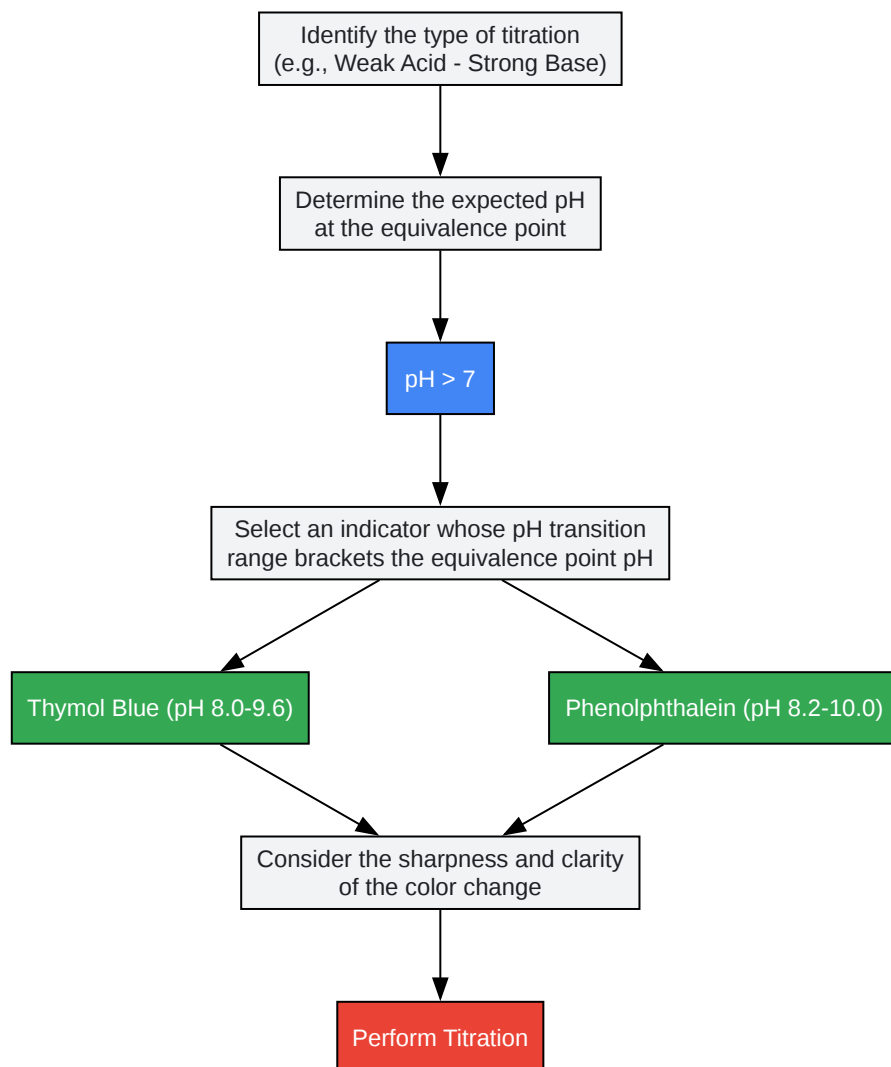 Identify the type of titration
(e.g., Weak Acid - Strong Base)
Determine the expected pH
at the equivalence point
pH > 7
Select an indicator whose pH transition
range brackets the equivalence point pH
Thymol Blue (pH 8.0-9.6)
Phenolphthalein (pH 8.2-10.0)
Consider the sharpness and clarity
of the color change
Perform Titration